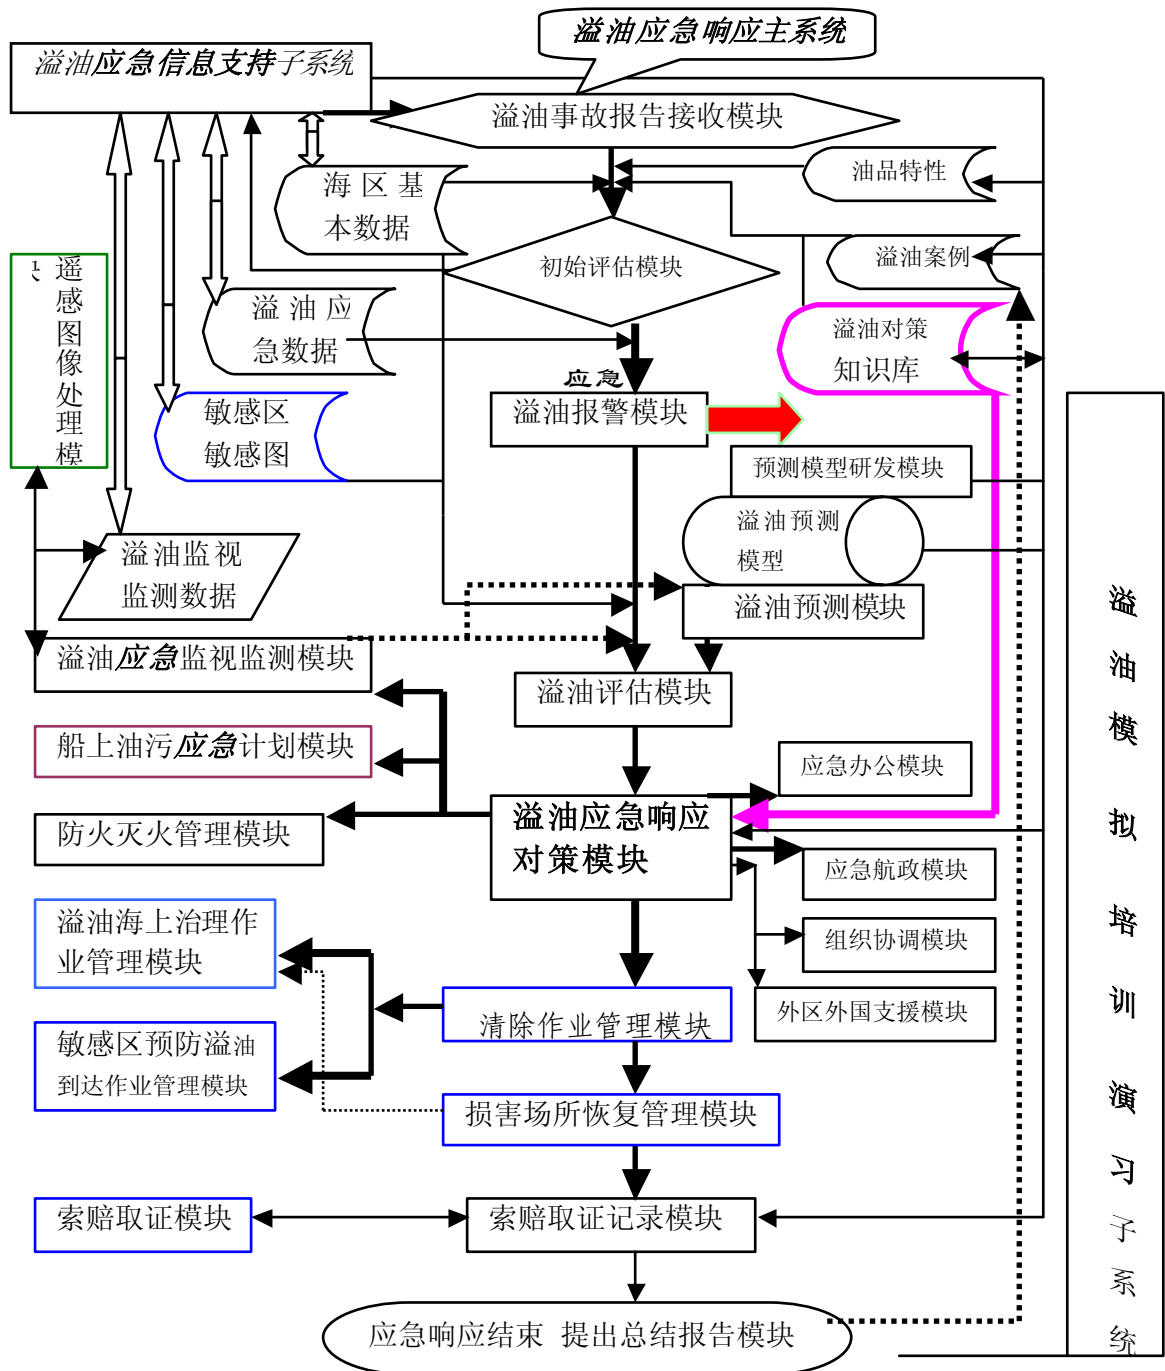 溢油应急响应主系统
溢油应急信息支持子系统
溢油事故报告接收模块
油品特性
海区基
本数据
溢油案例
初始评估模块
遥感图像处理模
块
溢油应
急数据
溢油对策
知识库
应急
溢油报警模块
敏感区
敏感图
预测模型研发模块
溢油预测
模型
溢油监视
监测数据
溢油预测模块
溢油应急监视监测模块
溢油评估模块
船上油污应急计划模块
应急办公模块
溢油应急响应
对策模块
防火灭火管理模块
应急航政模块
溢油海上治理作
业管理模块
组织协调模块
外区外国支援模块
清除作业管理模块
敏感区预防溢油
到达作业管理模块
损害场所恢复管理模块
索赔取证模块
索赔取证记录模块
应急响应结束 提出总结报告模块
溢油模拟培训演习子系统